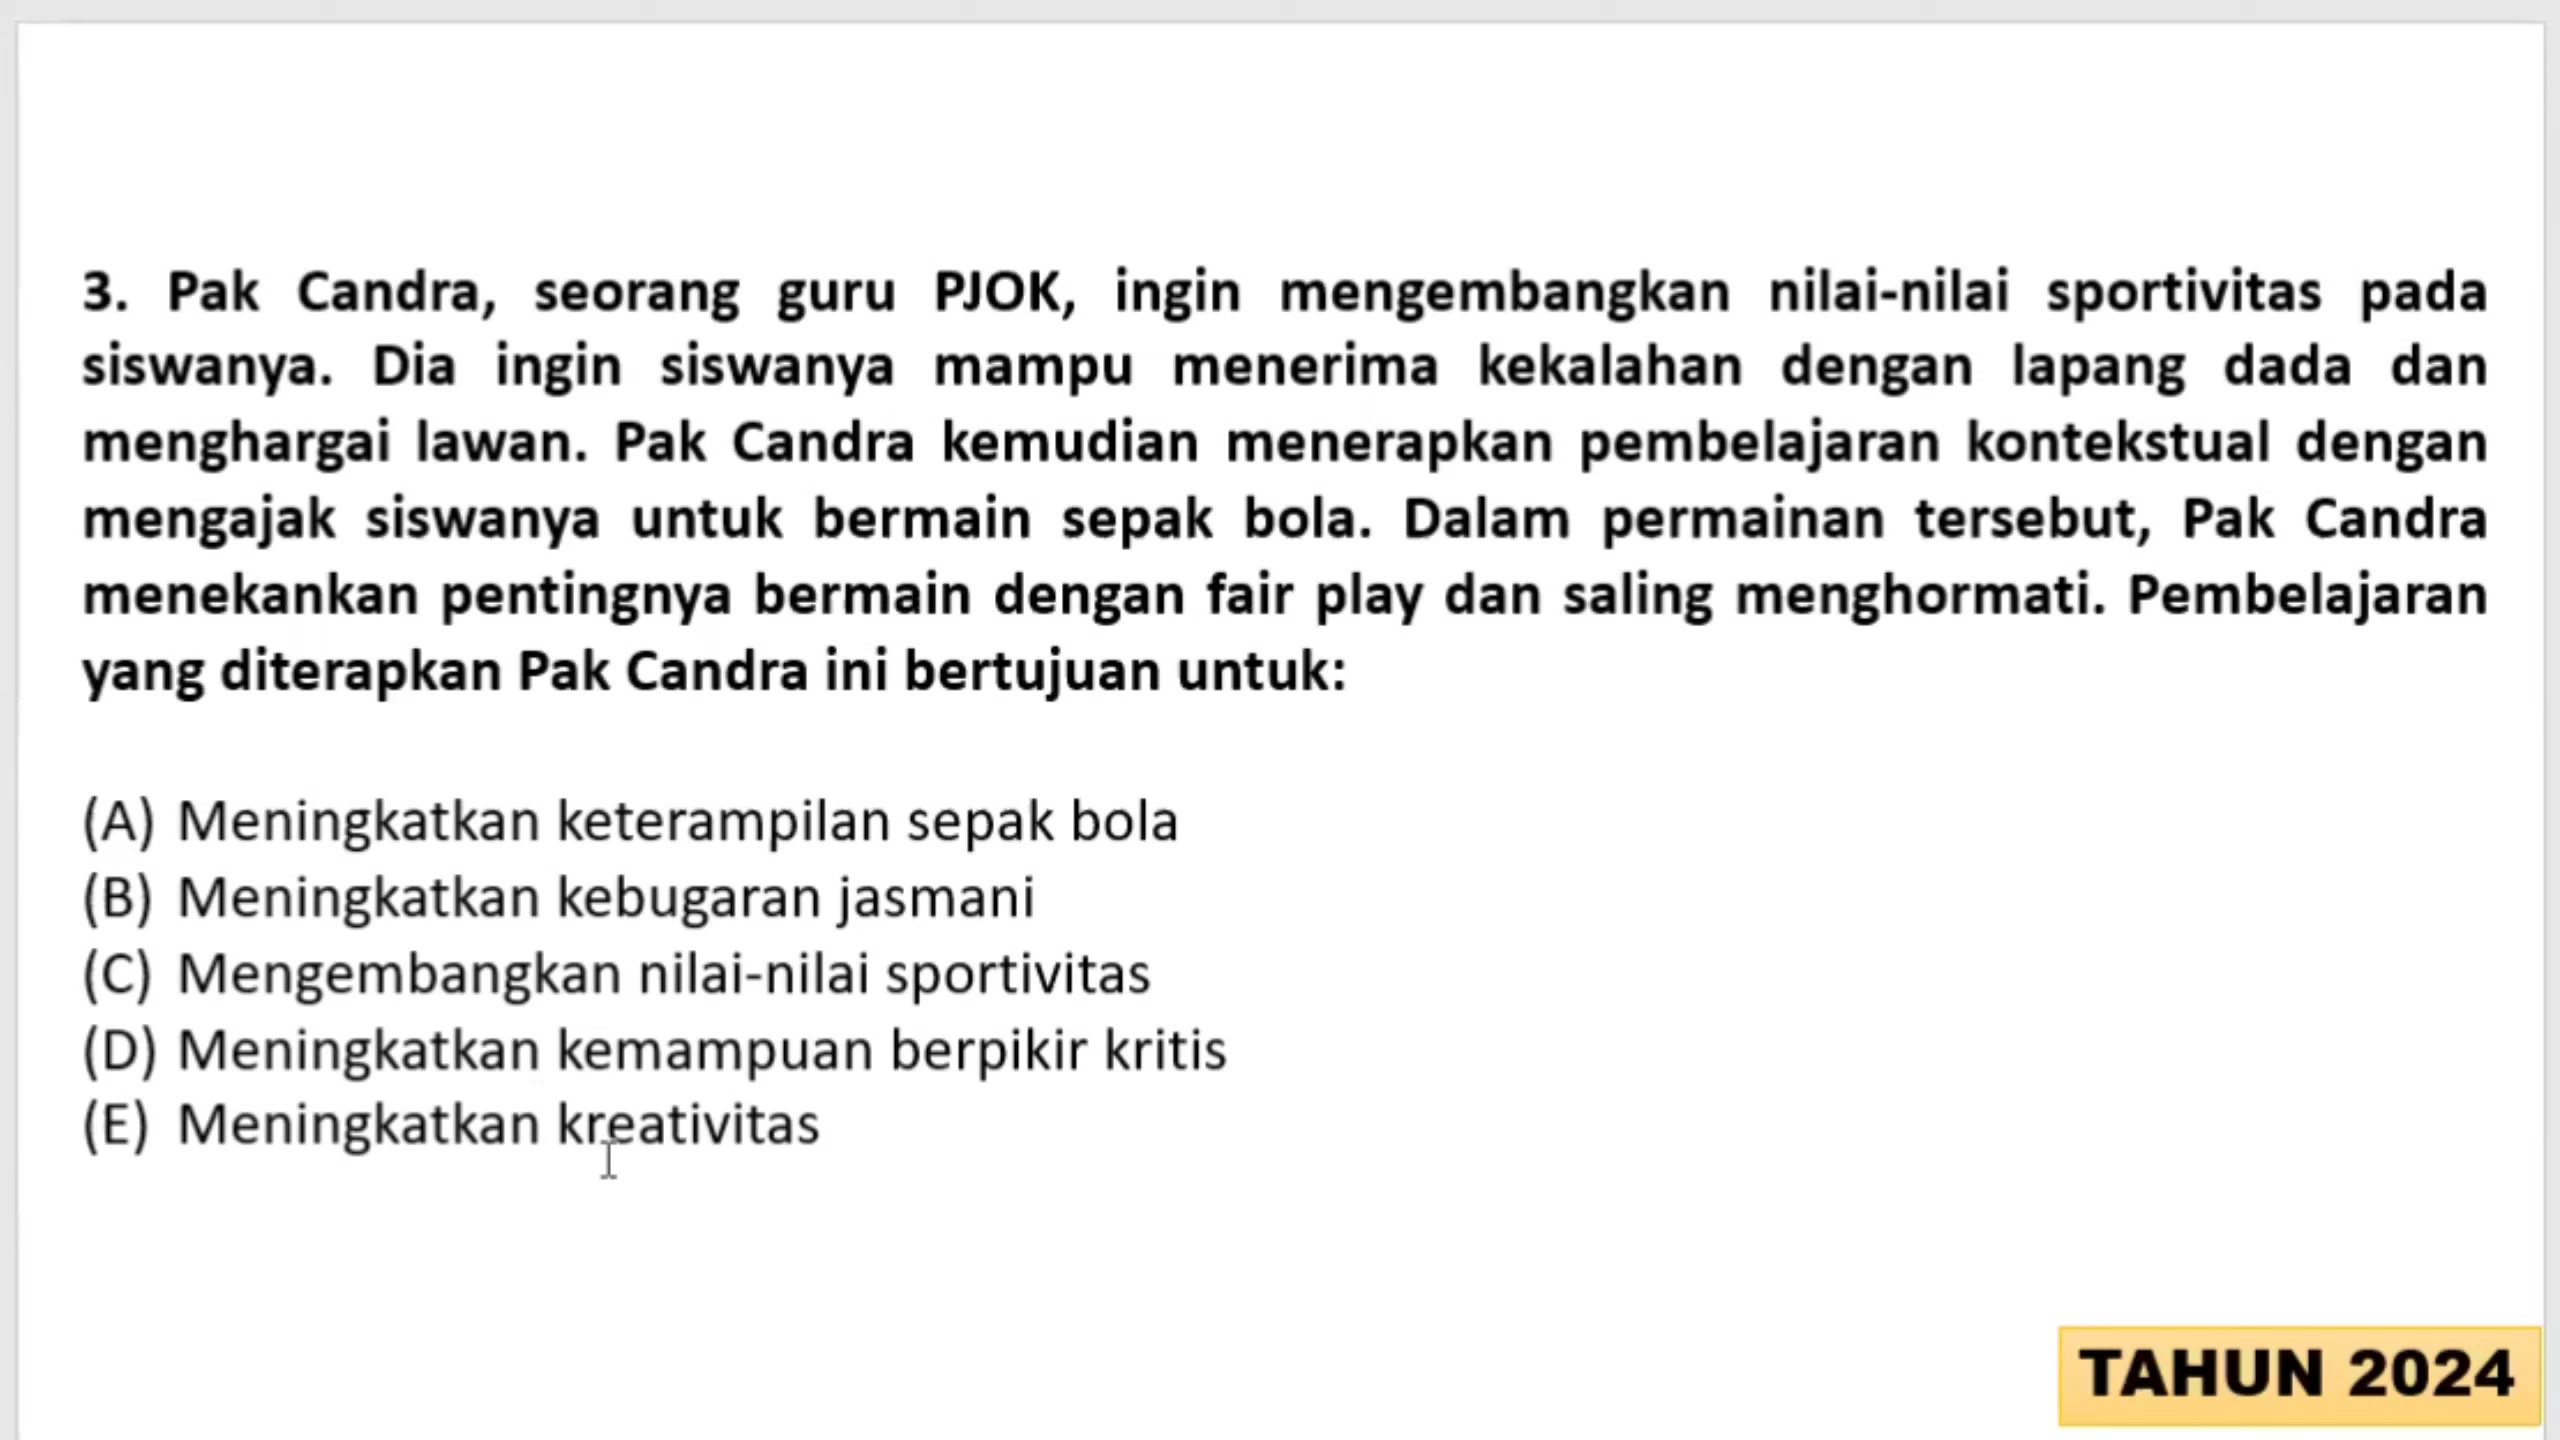 3. Pak Candra, seorang guru PJOK, ingin mengembangkan nilai-nilai sportivitas pada
siswanya. Dia ingin siswanya mampu menerima kekalahan dengan lapang dada dan
menghargai lawan. Pak Candra kemudian menerapkan pembelajaran kontekstual dengan
mengajak siswanya untuk bermain sepak bola. Dalam permainan tersebut, Pak Candra
menekankan pentingnya bermain dengan fair play dan saling menghormati. Pembelajaran
yang diterapkan Pak Candra ini bertujuan untuk:
(A) Meningkatkan keterampilan sepak bola
(B) Meningkatkan kebugaran jasmani
(C) Mengembangkan nilai-nilai sportivitas
(D) Meningkatkan kemampuan berpikir kritis
(E) Meningkatkan kreativitas
TAHUN 2024